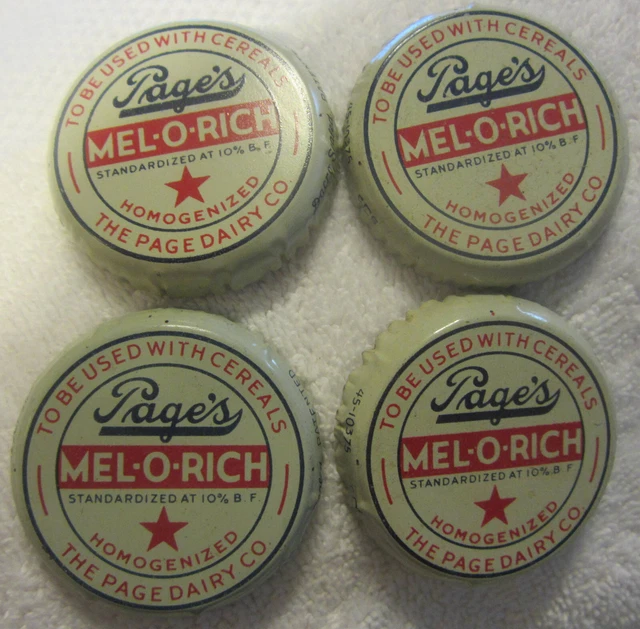 TO BE USED WITH CEREALS
Page's
MEL-O-RICH
STANDARDIZED AT 10% B.F
HOMOGENIZED
THE PAGE DAIRY CO.
TO BE USED WITH CEREALS
Page's
MEL-O-RICH
STANDARDIZED AT 10% B.F
HOMOGENIZED
THE PAGE DAIRY CO.
TO BE USED WITH CEREALS
Page's
MEL-O-RICH
STANDARDIZED AT 10% B.F
HOMOGENIZED
THE PAGE DAIRY CO.
TO BE USED WITH CEREALS
Page's
MEL-O-RICH
STANDARDIZED AT 10% B.F
HOMOGENIZED
THE PAGE DAIRY CO.